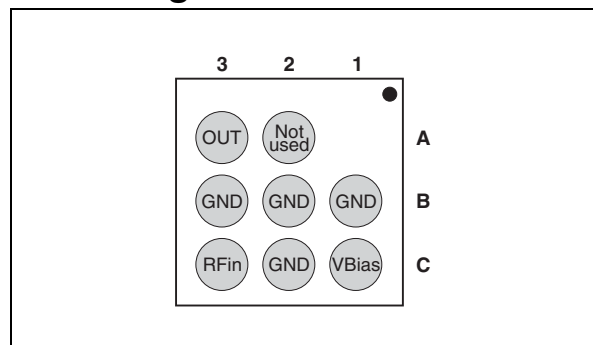 3 2 1
OUT Not used A
GND GND GND B
RFin GND VBias C